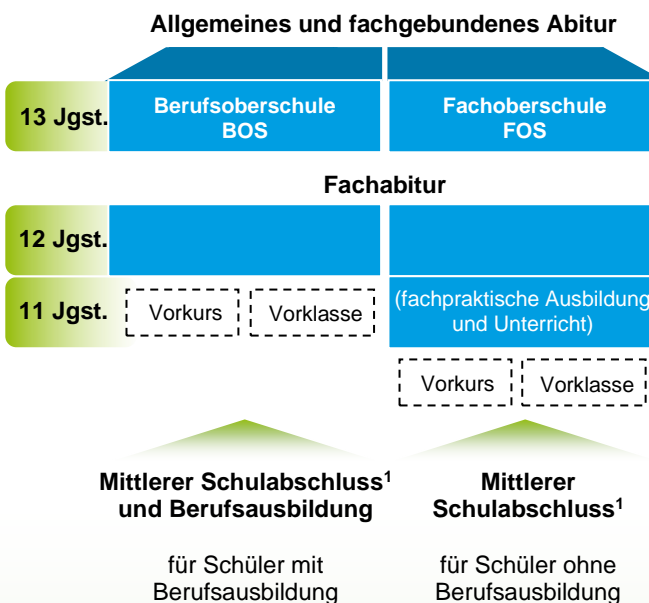 Allgemeines und fachgebundenes Abitur
13 Jgst.
Berufsoberschule
BOS
Fachoberschule
FOS
Fachabitur
12 Jgst.
11 Jgst.
Vorkurs
Vorklasse
(fachpraktische Ausbildung
und Unterricht)
Vorkurs
Vorklasse
Mittlerer Schulabschluss¹
und Berufsausbildung
Mittlerer
Schulabschluss¹
für Schüler mit
Berufsausbildung
für Schüler ohne
Berufsausbildung